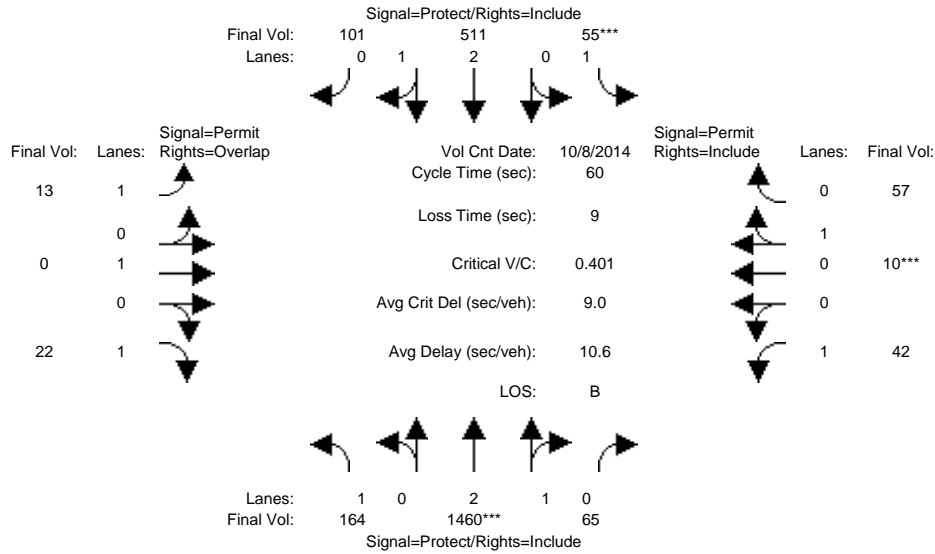 Signal=Protect/Rights=Include
Final Vol: 101 511 55***
Lanes: 0 1 2 0 1
Signal=Permit Signal=Permit
Final Vol: Lanes: Rights=Overlap Vol Cnt Date: 10/8/2014 Rights=Include Lanes: Final Vol:
Cycle Time (sec): 60
13 1 0 57
Loss Time (sec): 9
0 1
0 1 Critical V/C: 0.401 0 10***
0 Avg Crit Del (sec/veh): 9.0 0
22 1 Avg Delay (sec/veh): 10.6 1 42
LOS: B
Lanes: 1 0 2 1 0
Final Vol: 164 1460*** 65
Signal=Protect/Rights=Include